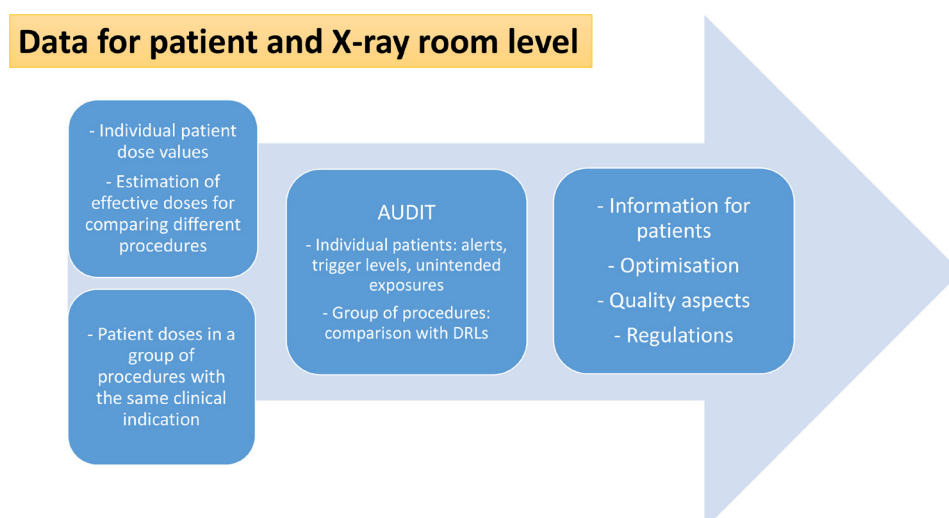 Data for patient and X-ray room level
- Individual patient
dose values
- Estimation of
effective doses for
comparing different
procedures
- Patient doses in a
group of
procedures with
the same clinical
indication
AUDIT
- Individual patients: alerts,
trigger levels, unintended
exposures
- Group of procedures:
comparison with DRLs
- Information for
patients
- Optimisation
- Quality aspects
- Regulations